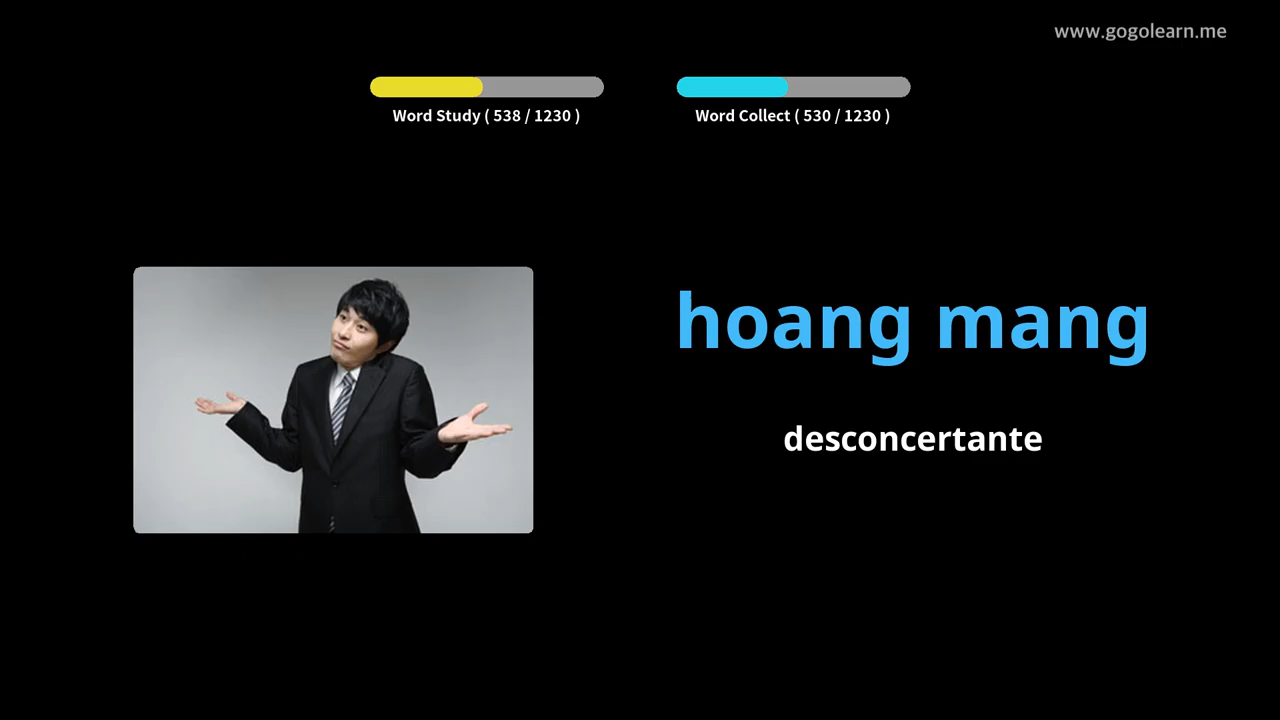 www.gogolearn.me
Word Study ( 538 / 1230 )
Word Collect ( 530 / 1230 )
hoang mang
desconcertante